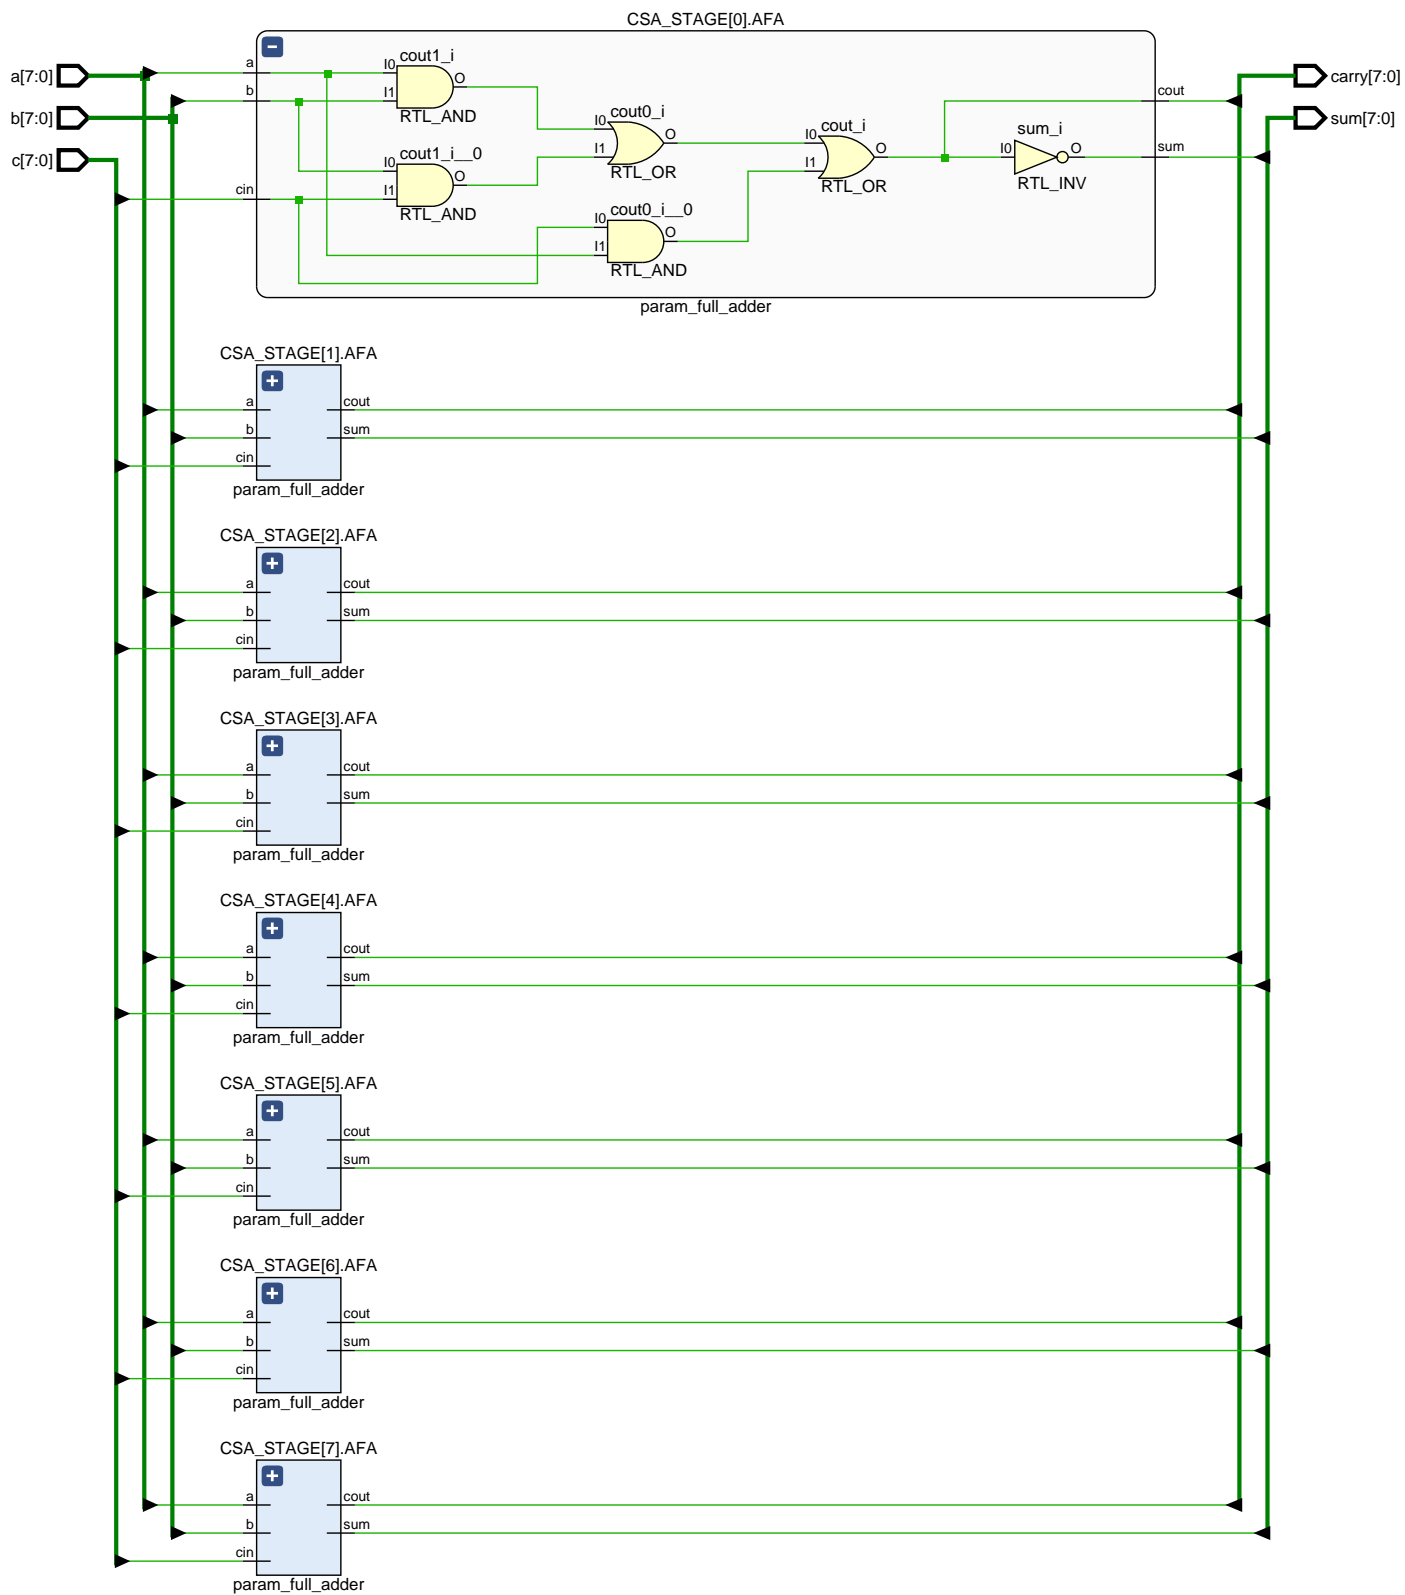 CSA_STAGE[0].AFA
a[7:0]
b[7:0]
c[7:0]
a
b
cin
cout1_i
I0
I1
O
RTL_AND
cout1_i__0
I0
I1
O
RTL_AND
cout0_i
I0
I1
O
RTL_OR
cout0_i__0
I0
I1
O
RTL_AND
cout_i
I0
I1
O
RTL_OR
sum_i
I0
O
RTL_INV
cout
sum
carry[7:0]
sum[7:0]
param_full_adder
CSA_STAGE[1].AFA
a
b
cin
cout
sum
param_full_adder
CSA_STAGE[2].AFA
a
b
cin
cout
sum
param_full_adder
CSA_STAGE[3].AFA
a
b
cin
cout
sum
param_full_adder
CSA_STAGE[4].AFA
a
b
cin
cout
sum
param_full_adder
CSA_STAGE[5].AFA
a
b
cin
cout
sum
param_full_adder
CSA_STAGE[6].AFA
a
b
cin
cout
sum
param_full_adder
CSA_STAGE[7].AFA
a
b
cin
cout
sum
param_full_adder